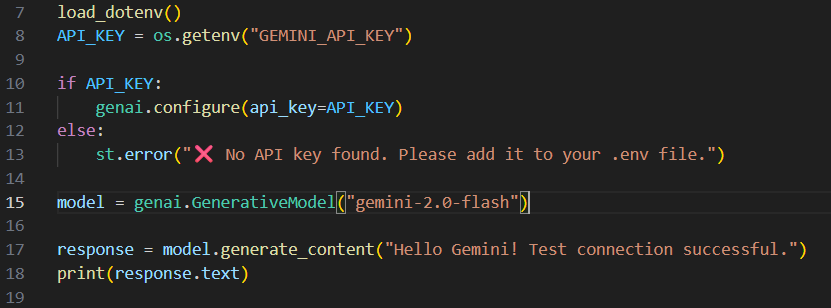 7 load_dotenv()
8 API_KEY = os.getenv("GEMINI_API_KEY")
9
10 if API_KEY:
11     genai.configure(api_key=API_KEY)
12 else:
13     st.error("❌ No API key found. Please add it to your .env file.")
14
15 model = genai.GenerativeModel("gemini-2.0-flash")
16
17 response = model.generate_content("Hello Gemini! Test connection successful.")
18 print(response.text)
19